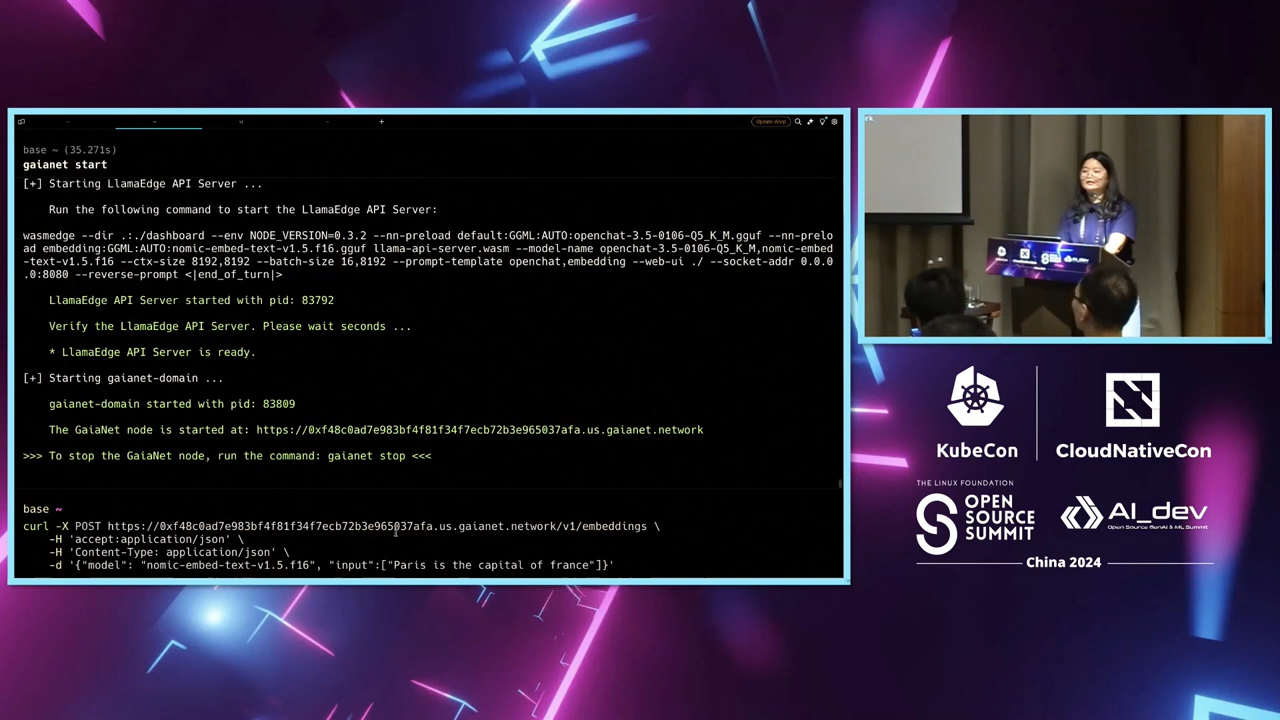 Update Warp
base ~ (35.271s)
gaianet start
[+] Starting LlamaEdge API Server ...
Run the following command to start the LlamaEdge API Server:
wasmedge --dir .:./dashboard --env NODE_VERSION=0.3.2 --nn-preload default:GGML:AUTO:openchat-3.5-0106-Q5_K_M.gguf --nn-prelo
ad embedding:GGML:AUTO:nomic-embed-text-v1.5.f16.gguf llama-api-server.wasm --model-name openchat-3.5-0106-Q5_K_M,nomic-embed
-text-v1.5.f16 --ctx-size 8192,8192 --batch-size 16,8192 --prompt-template openchat,embedding --web-ui ./ --socket-addr 0.0.0
.0:8080 --reverse-prompt <|end_of_turn|>
LlamaEdge API Server started with pid: 83792
Verify the LlamaEdge API Server. Please wait seconds ...
* LlamaEdge API Server is ready.
[+] Starting gaianet-domain ...
gaianet-domain started with pid: 83809
The GaiaNet node is started at: https://0xf48c0ad7e983bf4f81f34f7ecb72b3e965037afa.us.gaianet.network
>>> To stop the GaiaNet node, run the command: gaianet stop <<<
base ~
curl -X POST https://0xf48c0ad7e983bf4f81f34f7ecb72b3e965037afa.us.gaianet.network/v1/embeddings \
-H 'accept:application/json' \
-H 'Content-Type: application/json' \
-d '{"model": "nomic-embed-text-v1.5.f16", "input":["Paris is the capital of france"]}'
rk
KubeCon
CloudNativeCon
THE LINUX FOUNDATION
OPEN
SOURCE
SUMMIT
AI_dev
Open Source GenAI & ML Summit
China 2024